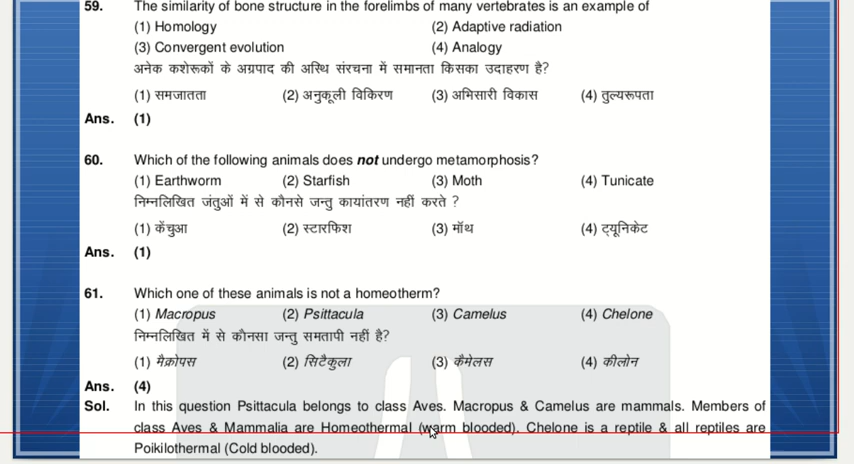 59. The similarity of bone structure in the forelimbs of many vertebrates is an example of
(1) Homology (2) Adaptive radiation
(3) Convergent evolution (4) Analogy
अनेक कशेरूकों के अग्रपाद की अस्थि संरचना में समानता किसका उदाहरण है?
(1) समजातता (2) अनुकूली विकिरण (3) अभिसारी विकास (4) तुल्यरूपता
Ans. (1)
60. Which of the following animals does not undergo metamorphosis?
(1) Earthworm (2) Starfish (3) Moth (4) Tunicate
निम्नलिखित जंतुओं में से कौनसे जन्तु कायांतरण नहीं करते ?
(1) केंचुआ (2) स्टारफिश (3) मॉथ (4) ट्यूनिकेट
Ans. (1)
61. Which one of these animals is not a homeotherm?
(1) Macropus (2) Psittacula (3) Camelus (4) Chelone
निम्नलिखित में से कौनसा जन्तु समतापी नहीं है?
(1) मैक्रोपस (2) सिटैकुला (3) कैमेलस (4) कीलोन
Ans. (4)
Sol. In this question Psittacula belongs to class Aves. Macropus & Camelus are mammals. Members of
class Aves & Mammalia are Homeothermal (warm blooded). Chelone is a reptile & all reptiles are
Poikilothermal (Cold blooded).